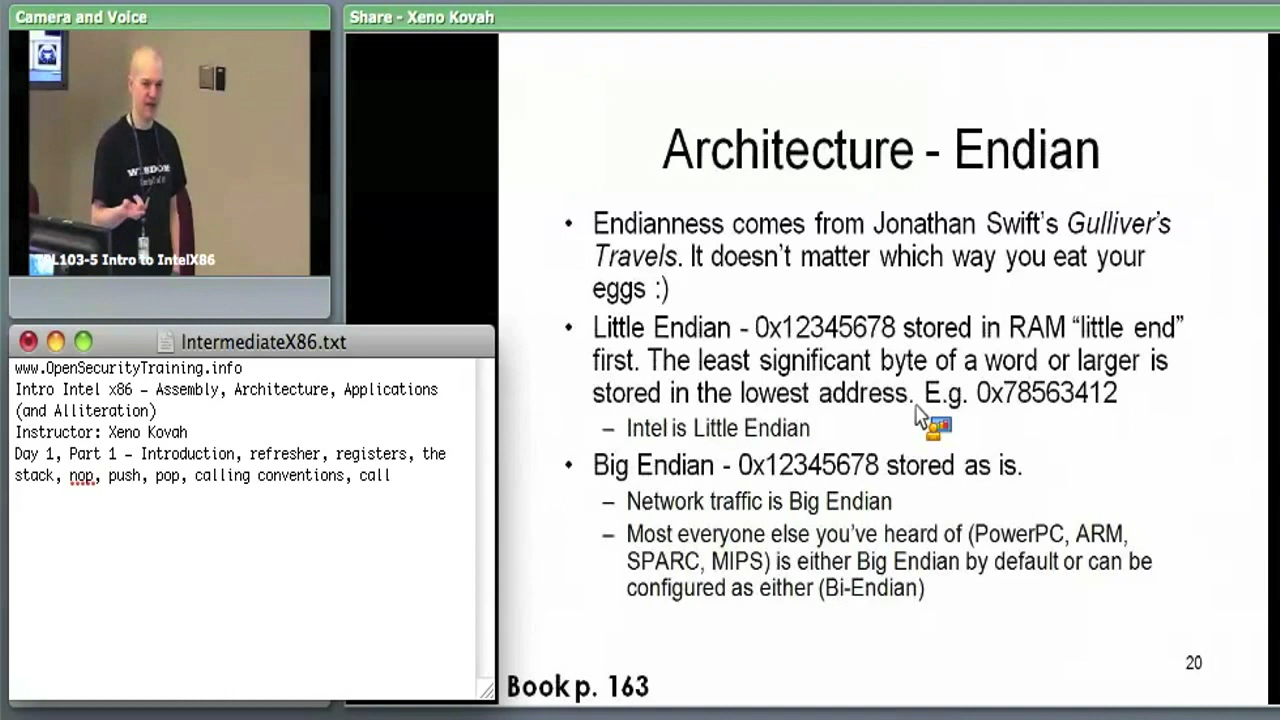 Camera and Voice
Share - Xeno Kovah
Intro to IntelX86
IntermediateX86.txt
www.OpenSecurityTraining.info
Intro Intel x86 – Assembly, Architecture, Applications
(and Alliteration)
Instructor: Xeno Kovah
Day 1, Part 1 – Introduction, refresher, registers, the
stack, nop, push, pop, calling conventions, call
Architecture - Endian
• Endianness comes from Jonathan Swift's Gulliver's
Travels. It doesn't matter which way you eat your
eggs :)
• Little Endian - 0x12345678 stored in RAM “little end”
first. The least significant byte of a word or larger is
stored in the lowest address. E.g. 0x78563412
– Intel is Little Endian
• Big Endian - 0x12345678 stored as is.
– Network traffic is Big Endian
– Most everyone else you've heard of (PowerPC, ARM,
SPARC, MIPS) is either Big Endian by default or can be
configured as either (Bi-Endian)
20
Book p. 163